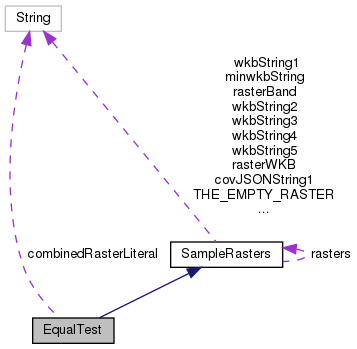 String
wkbString1
minwkbString
rasterBand
wkbString2
wkbString3
wkbString4
wkbString5
rasterWKB
covJSONString1
THE_EMPTY_RASTER
...
combinedRasterLiteral
SampleRasters
rasters
EqualTest